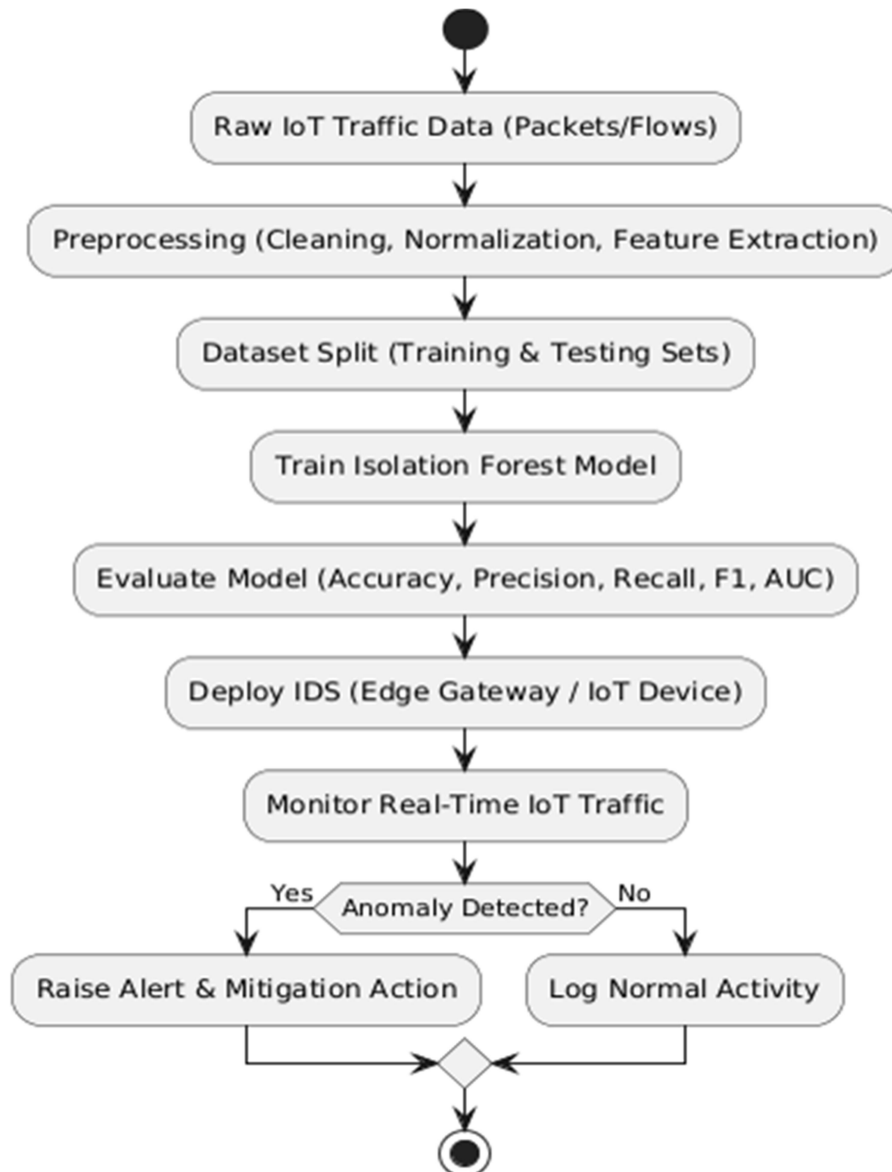 Raw IoT Traffic Data (Packets/Flows)
Preprocessing (Cleaning, Normalization, Feature Extraction)
Dataset Split (Training & Testing Sets)
Train Isolation Forest Model
Evaluate Model (Accuracy, Precision, Recall, F1, AUC)
Deploy IDS (Edge Gateway / IoT Device)
Monitor Real-Time IoT Traffic
Yes
Anomaly Detected?
No
Raise Alert & Mitigation Action
Log Normal Activity